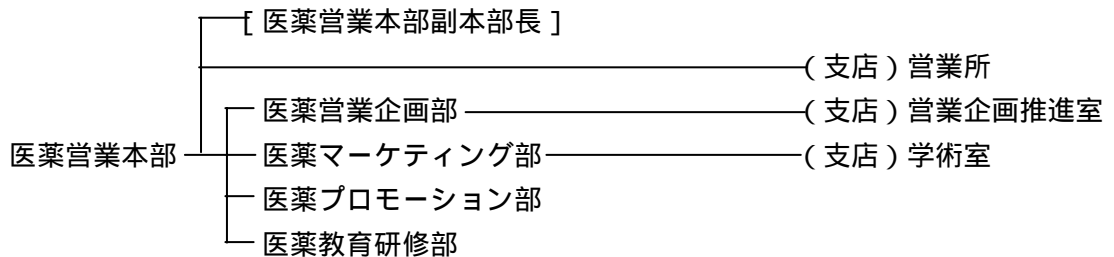 [ 医薬営業本部副本部長 ]
( 支店 ) 営業所
医薬営業企画部 ( 支店 ) 営業企画推進室
医薬営業本部 医薬マーケティング部 ( 支店 ) 学術室
医薬プロモーション部
医薬教育研修部